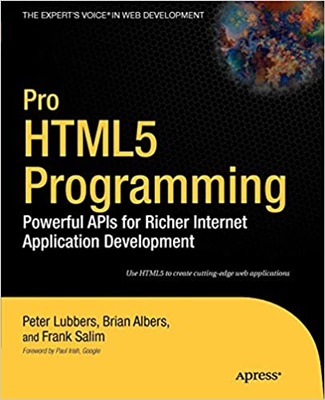 THE EXPERT'S VOICE® IN WEB DEVELOPMENT
Pro
HTML5
Programming
Powerful APIs for Richer Internet
Application Development
Use HTML5 to create cutting-edge web applications
Peter Lubbers, Brian Albers,
and Frank Salim
Foreword by Paul Irish, Google
Apress®